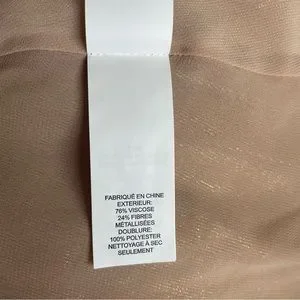 FABRIQUÉ EN CHINE
EXTERIEUR:
76% VISCOSE
24% FIBRES
MÉTALLISÉES
DOUBLURE:
100% POLYESTER
NETTOYAGE À SEC
SEULEMENT